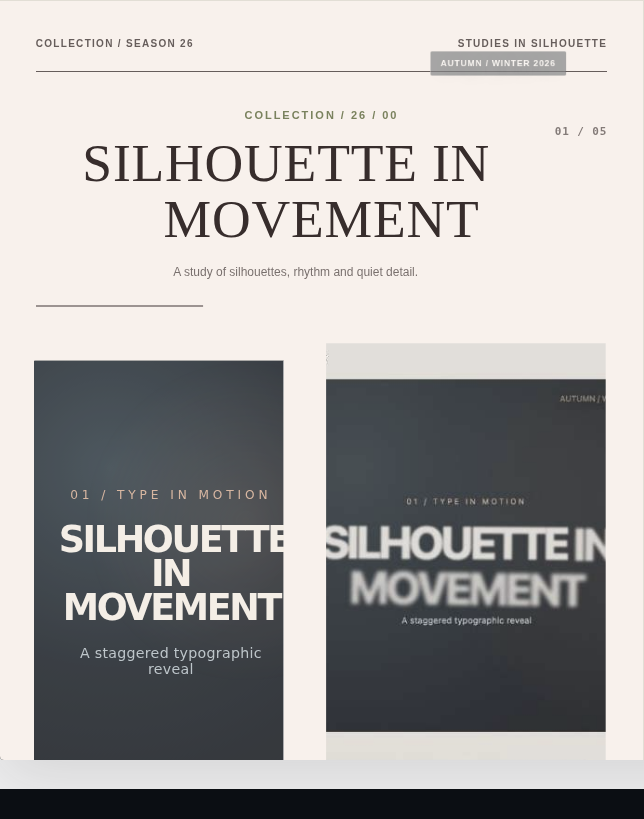 COLLECTION / SEASON 26
STUDIES IN SILHOUETTE
AUTUMN / WINTER 2026
COLLECTION / 26 / 00
01 / 05
SILHOUETTE IN
MOVEMENT
A study of silhouettes, rhythm and quiet detail.
01 / TYPE IN MOTION
SILHOUETTE
IN
MOVEMENT
A staggered typographic
reveal
AUTUMN /
01 / TYPE IN MOTION
SILHOUETTE IN
MOVEMENT
A staggered typographic reveal